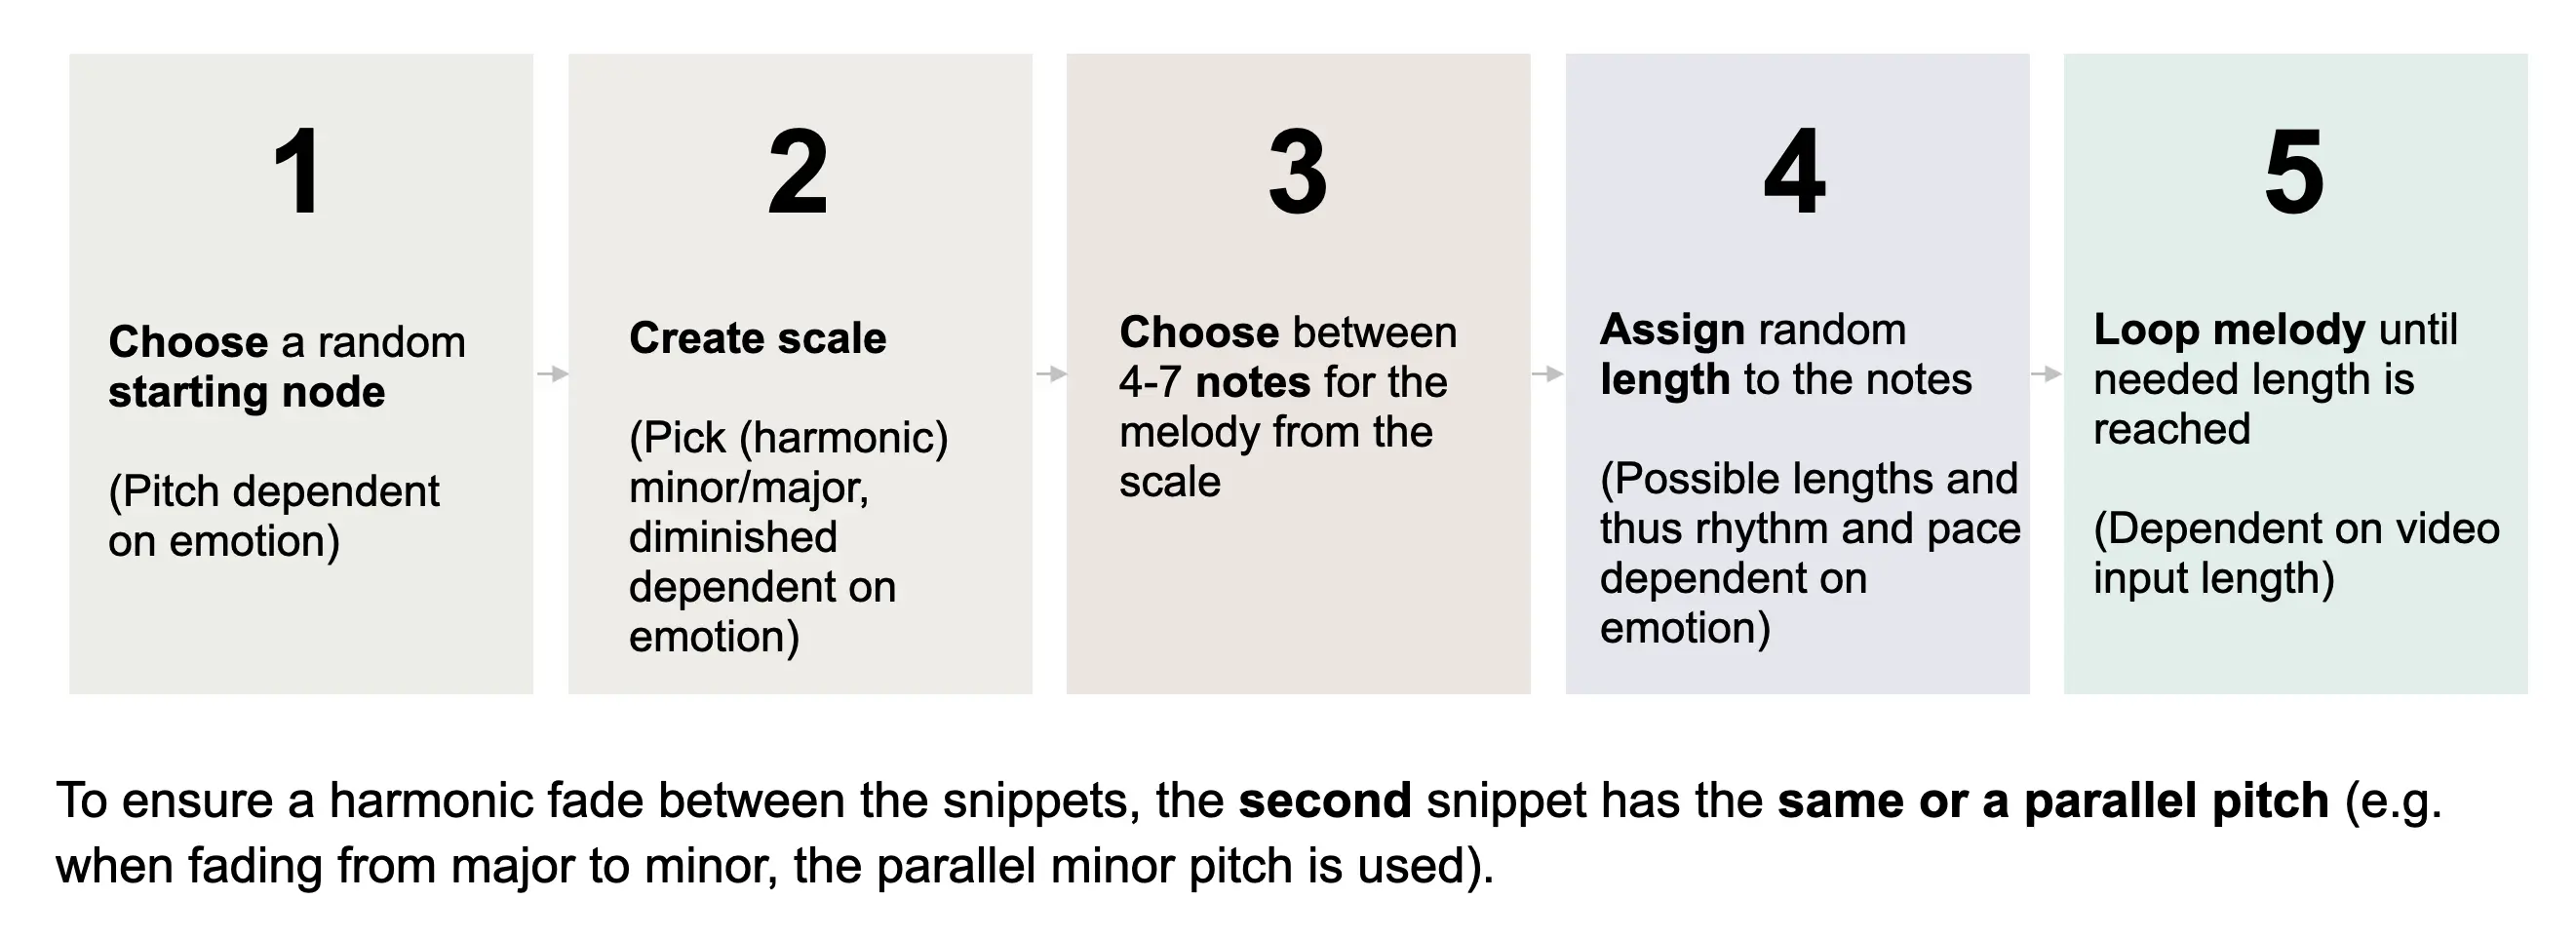 1
Choose a random
starting node
(Pitch dependent
on emotion)
2
Create scale
(Pick (harmonic)
minor/major,
diminished
dependent on
emotion)
3
Choose between
4-7 notes for the
melody from the
scale
4
Assign random
length to the notes
(Possible lengths and
thus rhythm and pace
dependent on
emotion)
5
Loop melody until
needed length is
reached
(Dependent on video
input length)
To ensure a harmonic fade between the snippets, the second snippet has the same or a parallel pitch (e.g.
when fading from major to minor, the parallel minor pitch is used).